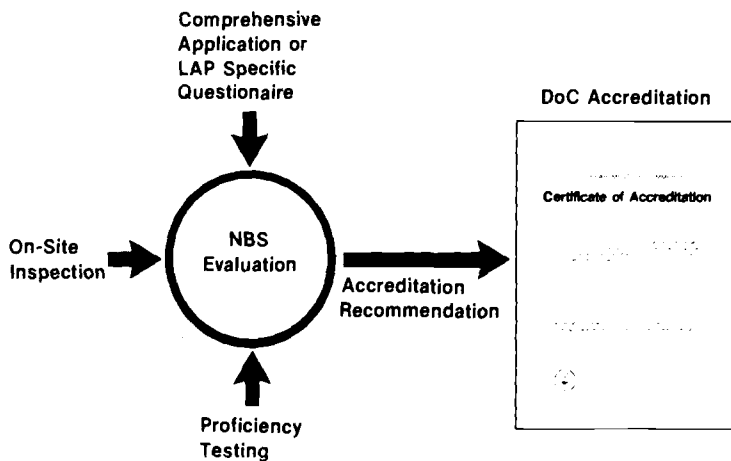 Comprehensive
Application or
LAP Specific
Questionaire
DoC Accreditation
Certificate of Accreditation
On-Site
Inspection
NBS
Evaluation
Accreditation
Recommendation
Proficiency
Testing